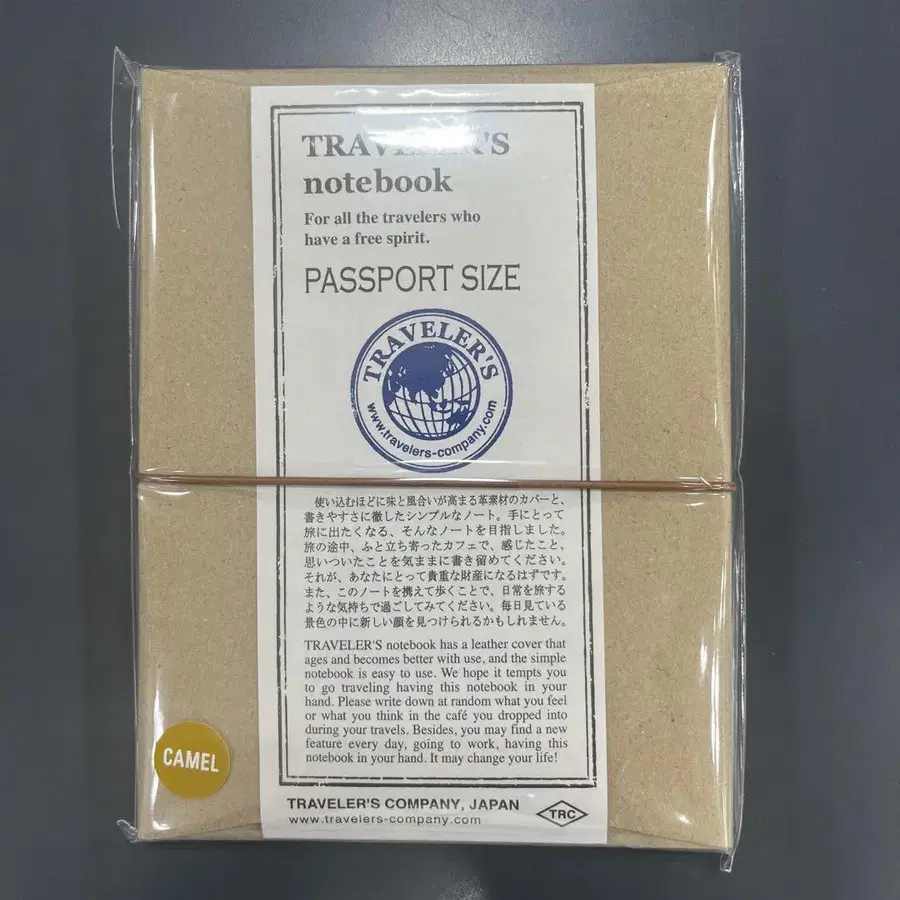 TRAVELER'S
notebook
For all the travelers who
have a free spirit.
PASSPORT SIZE
TRAVELER'S
www.travelers-company.com
使い込むほどに味と風合いが高まる革素材のカバーと、
書きやすさに徹したシンプルなノート。手にとって
旅に出たくなる、そんなノートを目指しました。
旅の途中、ふと立ち寄ったカフェで、感じたこと、
思いついたことを気ままに書き留めてください。
それが、あなたにとって貴重な財産になるはずです。
また、このノートを携えて歩くことで、日常を旅する
ような気持ちで過ごしてみてください。毎日見ている
景色の中に新しい顔を見つけられるかもしれません。
TRAVELER'S notebook has a leather cover that
ages and becomes better with use, and the simple
notebook is easy to use. We hope it tempts you
to go traveling having this notebook in your
hand. Please write down at random what you feel
or what you think in the café you dropped into
during your travels. Besides, you may find a new
feature every day, going to work, having this
notebook in your hand. It may change your life!
CAMEL
TRAVELER'S COMPANY, JAPAN
www.travelers-company.com
TRC